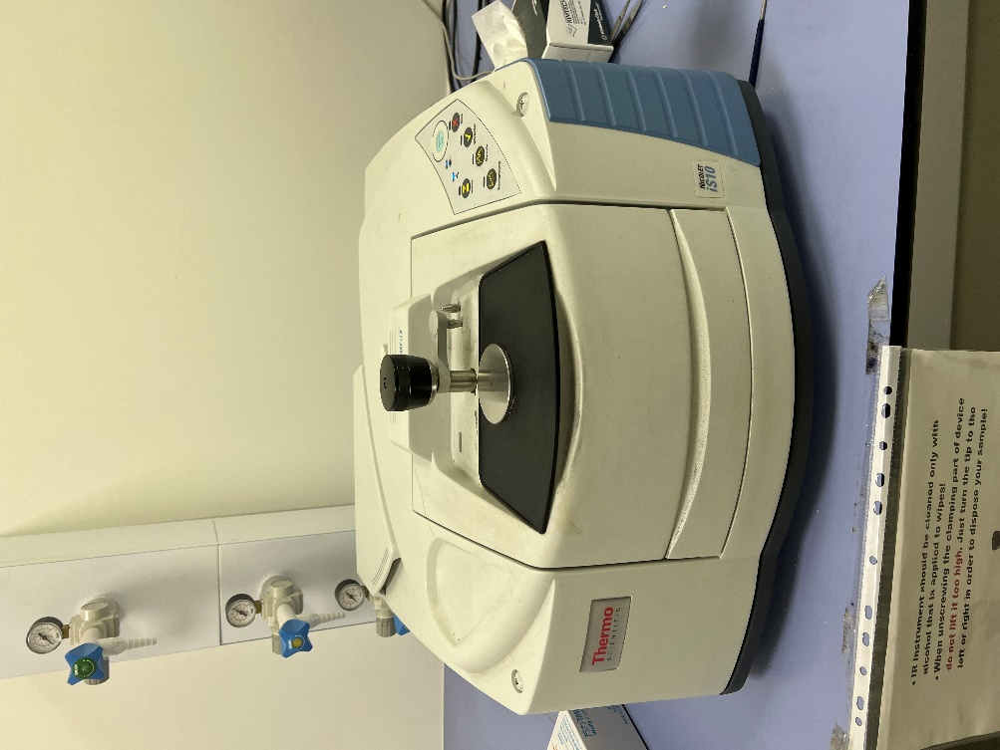 Thermo
SCIENTIFIC
NICOLET
iS10
KIMTECH
• IR instrument should be cleaned only with
alcohol that is applied to wipes!
• When unscrewing the clamping part of device
do not lift it too high. Just turn the tip to the
left or right in order to dispose your sample!